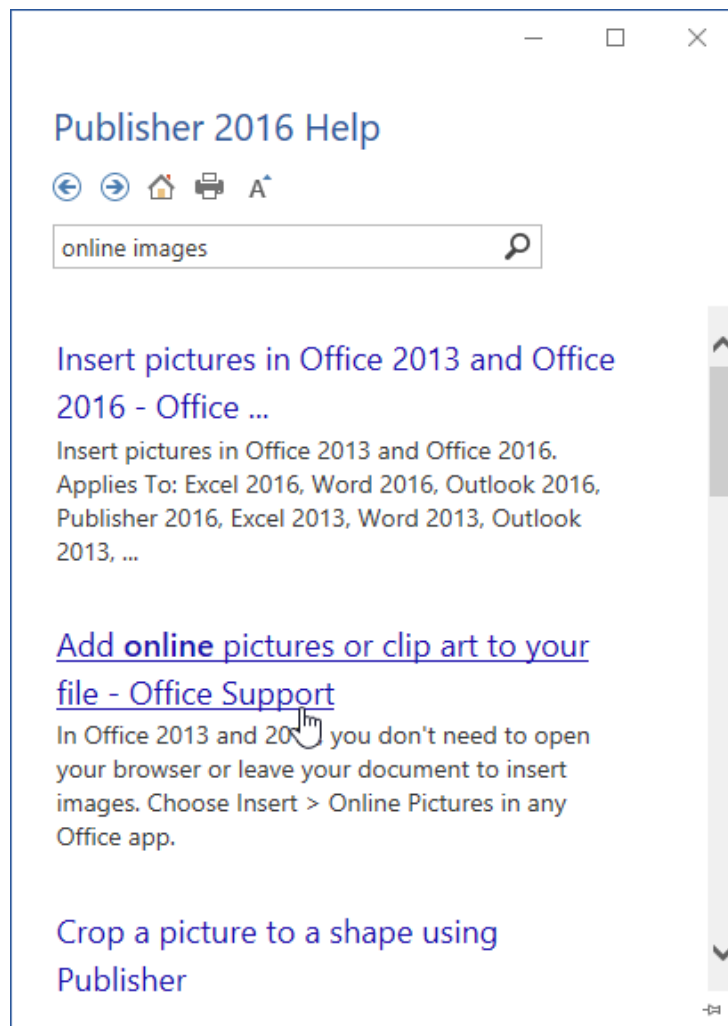 Publisher 2016 Help
A
online images
Insert pictures in Office 2013 and Office
2016 - Office ...
Insert pictures in Office 2013 and Office 2016.
Applies To: Excel 2016, Word 2016, Outlook 2016,
Publisher 2016, Excel 2013, Word 2013, Outlook
2013, ...
Add online pictures or clip art to your
file - Office Support
In Office 2013 and you don't need to open
your browser or leave your document to insert
images. Choose Insert > Online Pictures in any
Office app.
Crop a picture to a shape using
Publisher